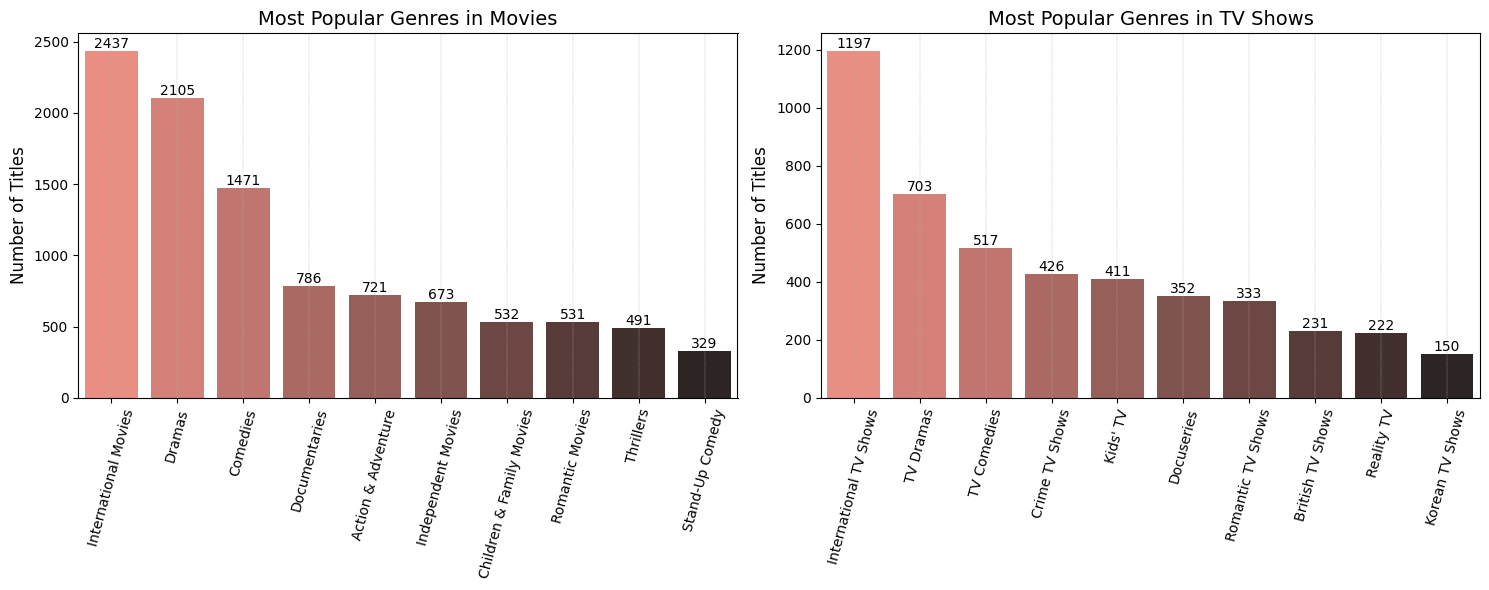 Most Popular Genres in Movies
Number of Titles
2500
2000
1500
1000
500
0
2437
2105
1471
786
721
673
532
531
491
329
International Movies
Dramas
Comedies
Documentaries
Action & Adventure
Independent Movies
Children & Family Movies
Romantic Movies
Thrillers
Stand-Up Comedy
Most Popular Genres in TV Shows
Number of Titles
1200
1000
800
600
400
200
0
1197
703
517
426
411
352
333
231
222
150
International TV Shows
TV Dramas
TV Comedies
Crime TV Shows
Kids' TV
Docuseries
Romantic TV Shows
British TV Shows
Reality TV
Korean TV Shows